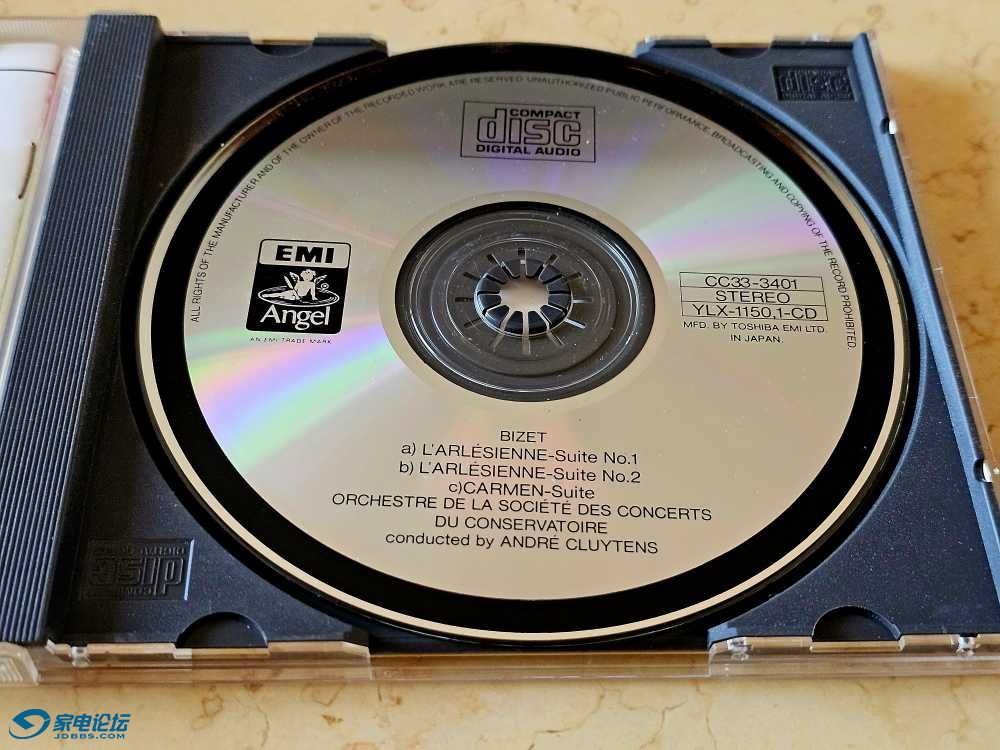 ALL RIGHTS OF THE MANUFACTURER AND OF THE OWNER OF THE RECORDED WORK ARE RESERVED. UNAUTHORIZED PUBLIC PERFORMANCE, BROADCASTING AND COPYING OF THE RECORD PROHIBITED.
COMPACT
disc
DIGITAL AUDIO
EMI
Angel
AN EMI TRADE MARK
CC33-3401
STEREO
YLX-1150,1-CD
MFD. BY TOSHIBA EMI LTD.
IN JAPAN.
BIZET
a) L'ARLÉSIENNE-Suite No.1
b) L'ARLÉSIENNE-Suite No.2
c)CARMEN-Suite
ORCHESTRE DE LA SOCIÉTÉ DES CONCERTS
DU CONSERVATOIRE
conducted by ANDRÉ CLUYTENS
disc
disc
家电论坛
JDBBS.COM